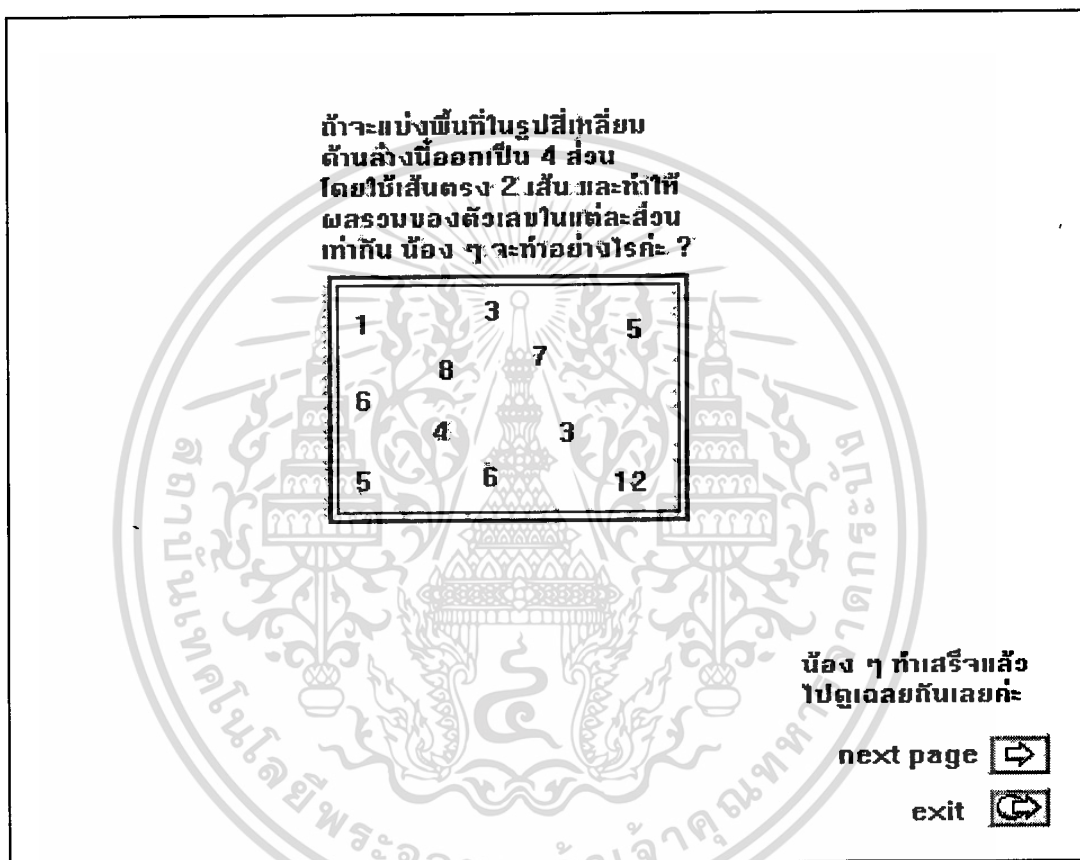 ถ้าจะแบ่งพื้นที่ในรูปสี่เหลี่ยม
ด้านล่างนี้ออกเป็น 4 ส่วน
โดยใช้เส้นตรง 2 เส้น และทำให้
ผลรวมของตัวเลขในแต่ละส่วน
เท่ากัน น้อง ๆ จะทำอย่างไรค่ะ ?
1 3 5
8 7
6
4 3
5 6 12
น้อง ๆ ทำเสร็จแล้ว
ไปดูเฉลยกันเลยค่ะ
next page
exit